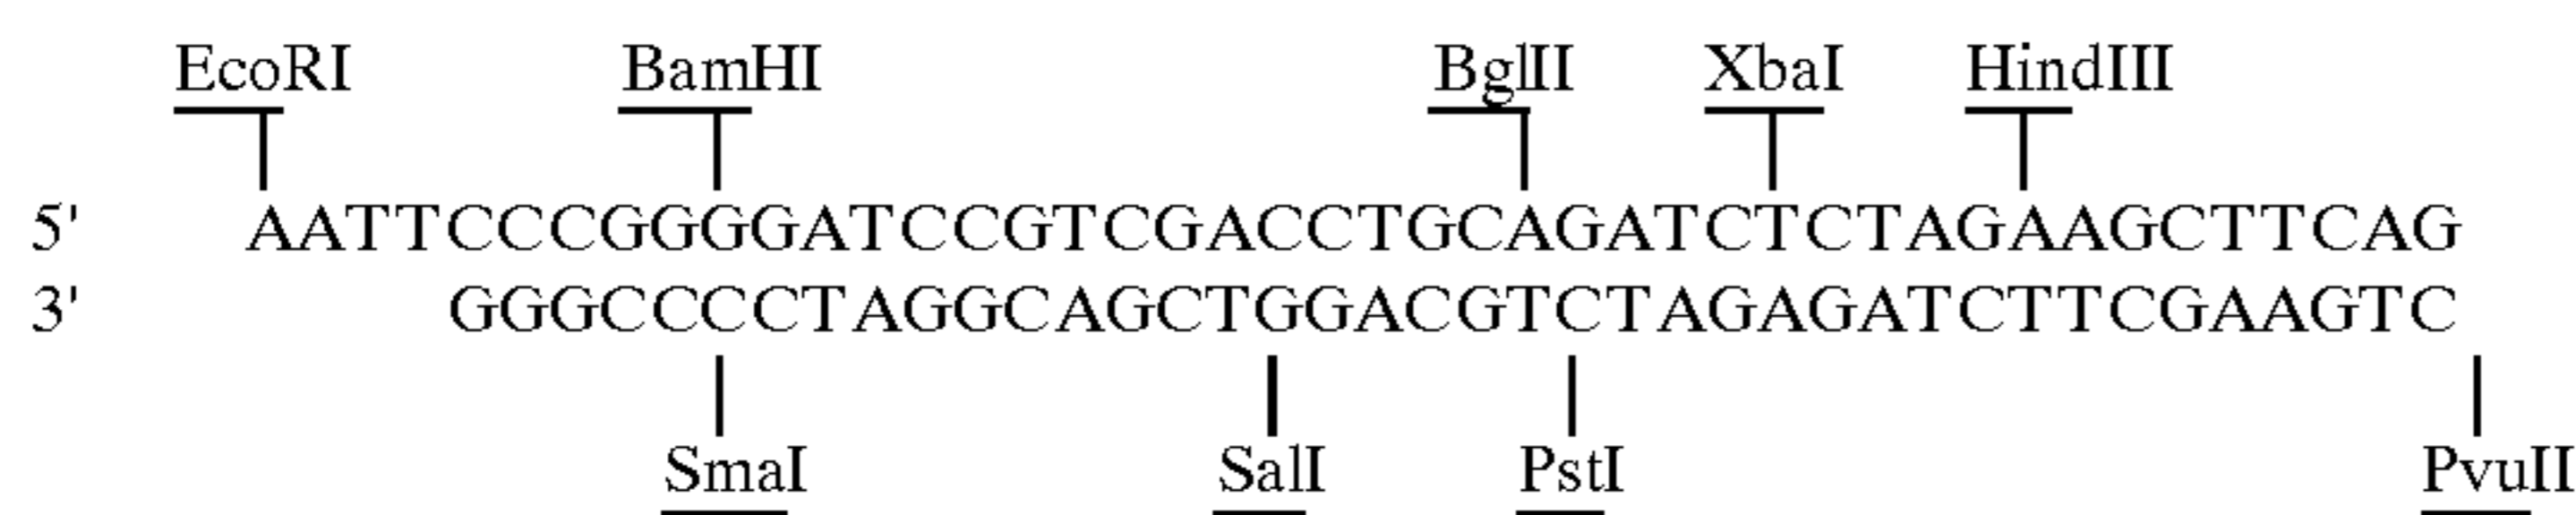 EcoRI BamHI BglII XbaI HindIII
5' AATTCCCGGGGATCCGTCGACCTGCAGATCTCTAGAAGCTTCAG
3' GGGCCCCTAGGCAGCTGGACGTCTAGAGATCTTCGAAGTC
SmaI SalI PstI PvuII